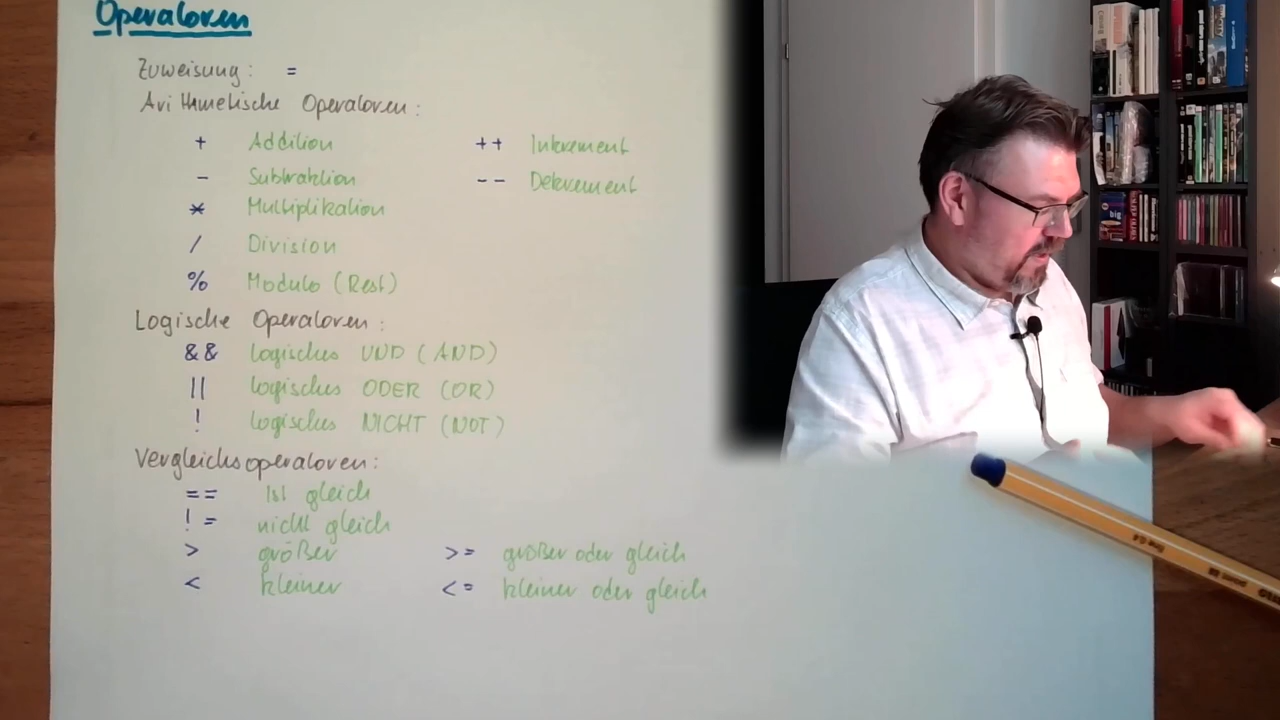 Operatoren
Zuweisung: =
Arithmetische Operatoren:
+ Addition ++ Inkrement
- Subtraktion -- Dekrement
* Multiplikation
/ Division
% Modulo (Rest)
Logische Operatoren:
&& logisches UND (AND)
|| logisches ODER (OR)
! logisches NICHT (NOT)
Vergleichsoperatoren:
== ist gleich
!= nicht gleich
> größer >= größer oder gleich
< kleiner <= kleiner oder gleich
big